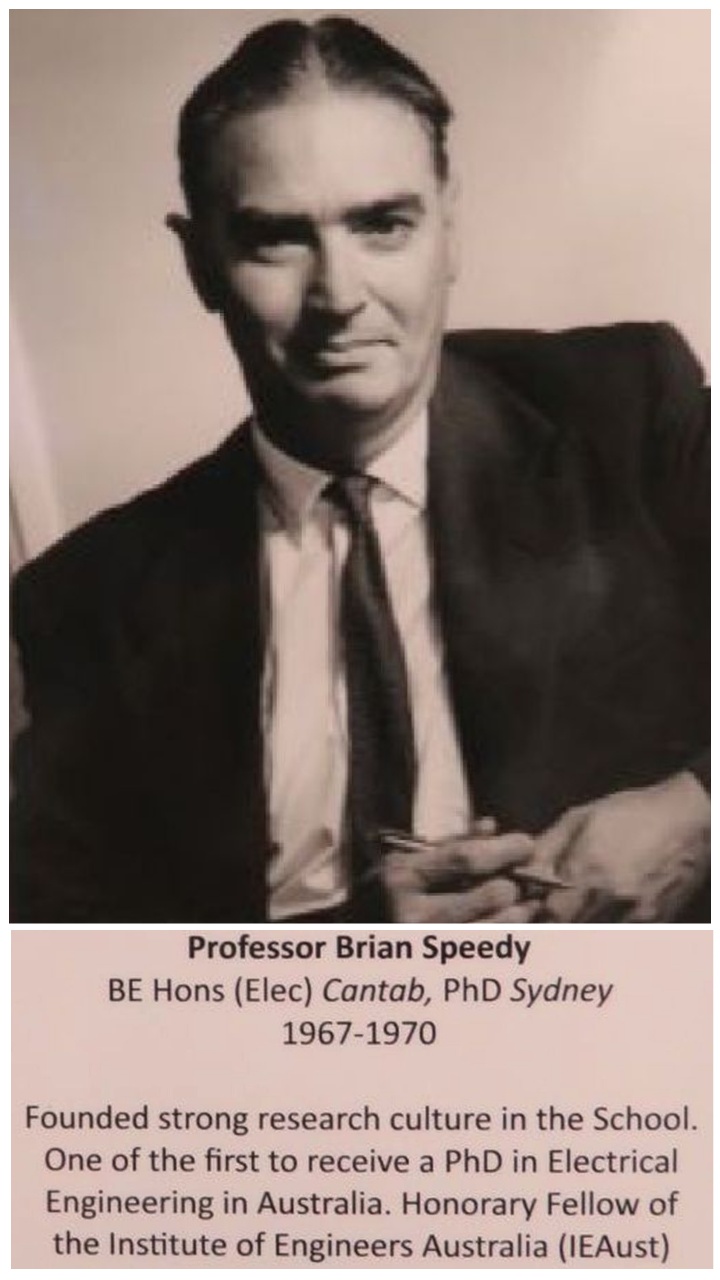 Professor Brian Speedy
BE Hons (Elec) Cantab, PhD Sydney
1967-1970
Founded strong research culture in the School.
One of the first to receive a PhD in Electrical
Engineering in Australia. Honorary Fellow of
the Institute of Engineers Australia (IEAust)